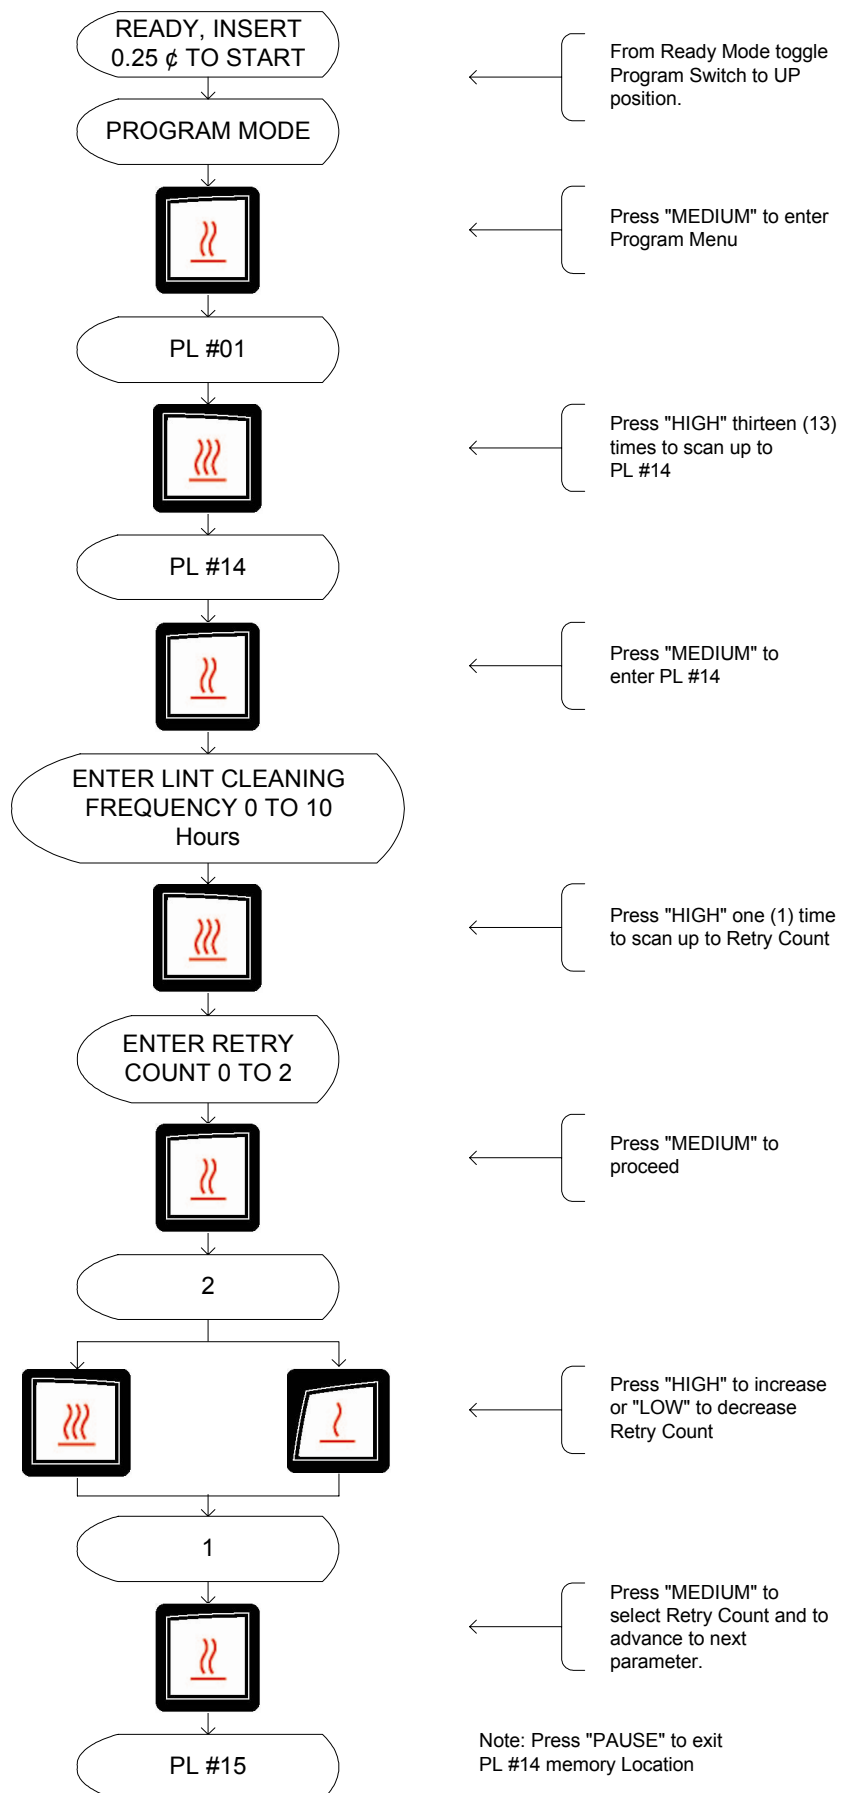 READY, INSERT
0.25 ¢ TO START
From Ready Mode toggle
Program Switch to UP
position.
PROGRAM MODE
Press "MEDIUM" to enter
Program Menu
PL #01
Press "HIGH" thirteen (13)
times to scan up to
PL #14
PL #14
Press "MEDIUM" to
enter PL #14
ENTER LINT CLEANING
FREQUENCY 0 TO 10
Hours
Press "HIGH" one (1) time
to scan up to Retry Count
ENTER RETRY
COUNT 0 TO 2
Press "MEDIUM" to
proceed
2
Press "HIGH" to increase
or "LOW" to decrease
Retry Count
1
Press "MEDIUM" to
select Retry Count and to
advance to next
parameter.
PL #15
Note: Press "PAUSE" to exit
PL #14 memory Location